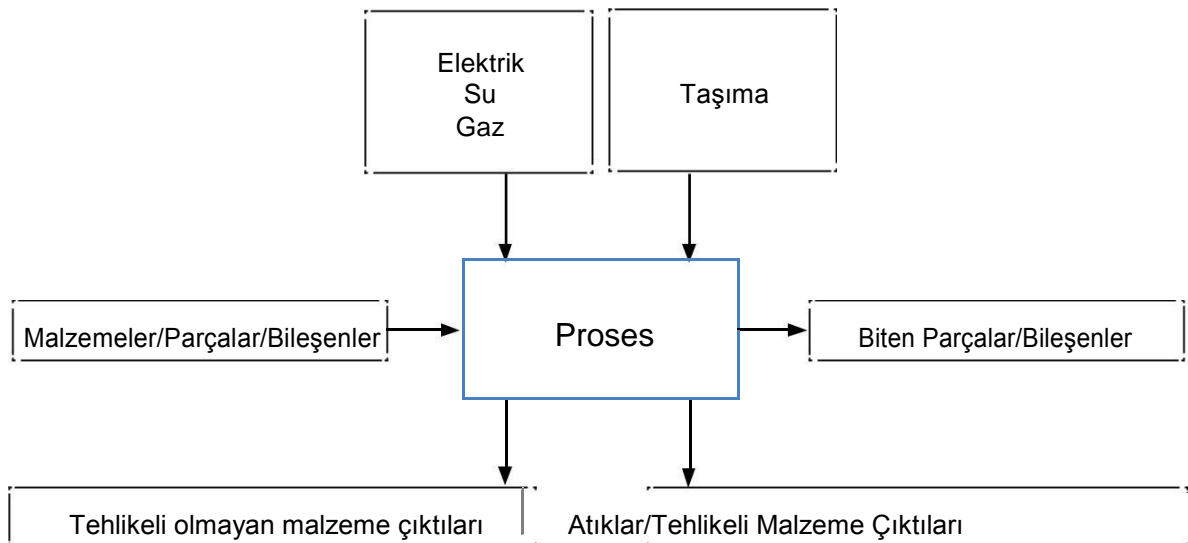 Elektrik
Su
Gaz
Taşıma
Malzemeler/Parçalar/Bileşenler
Proses
Biten Parçalar/Bileşenler
Tehlikeli olmayan malzeme çıktıları
Atıklar/Tehlikeli Malzeme Çıktıları